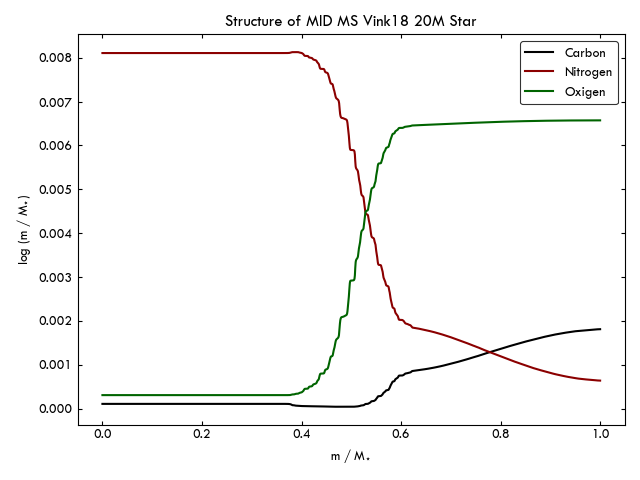 Structure of MID MS Vink18 20M Star
Carbon
Nitrogen
Oxigen
0.008
0.007
0.006
0.005
0.004
0.003
0.002
0.001
0.000
log (m / M*)
0.0 0.2 0.4 0.6 0.8 1.0
m / M*